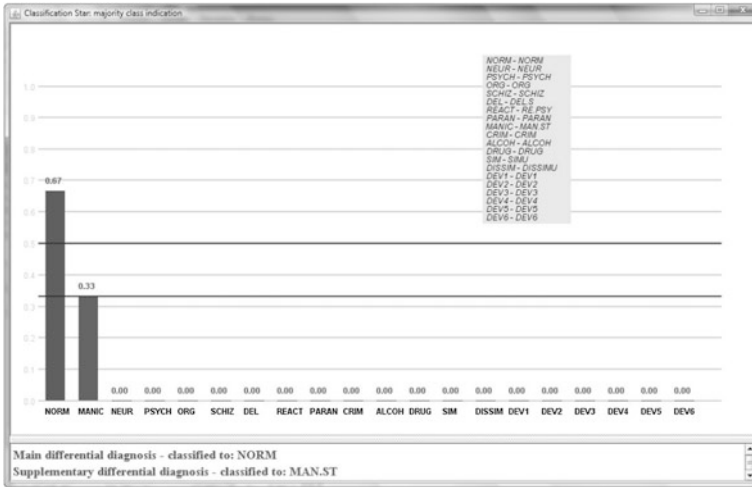 Classification Star: majority class indication
NORM - NORM
NEUR - NEUR
PSYCH - PSYCH
ORG - ORG
SCHIZ - SCHIZ
DEL - DEL.S
REACT - RE.PSY
PARAN - PARAN
MANIC - MAN.ST
CRIM - CRIM
ALCOH - ALCOH
DRUG - DRUG
SIM - SIMU
DISSIM - DISSIMU
DEV1 - DEV1
DEV2 - DEV2
DEV3 - DEV3
DEV4 - DEV4
DEV5 - DEV5
DEV6 - DEV6
1.0
0.9
0.8
0.7
0.67
0.6
0.5
0.4
0.33
0.3
0.2
0.1
0.00 0.00 0.00 0.00 0.00 0.00 0.00 0.00 0.00 0.00 0.00 0.00 0.00 0.00 0.00 0.00 0.00 0.00
0.0
NORM MANIC NEUR PSYCH ORG SCHIZ DEL REACT PARAN CRIM ALCOH DRUG SIM DISSIM DEV1 DEV2 DEV3 DEV4 DEV5 DEV6
Main differential diagnosis - classified to: NORM
Supplementary differential diagnosis - classified to: MAN.ST